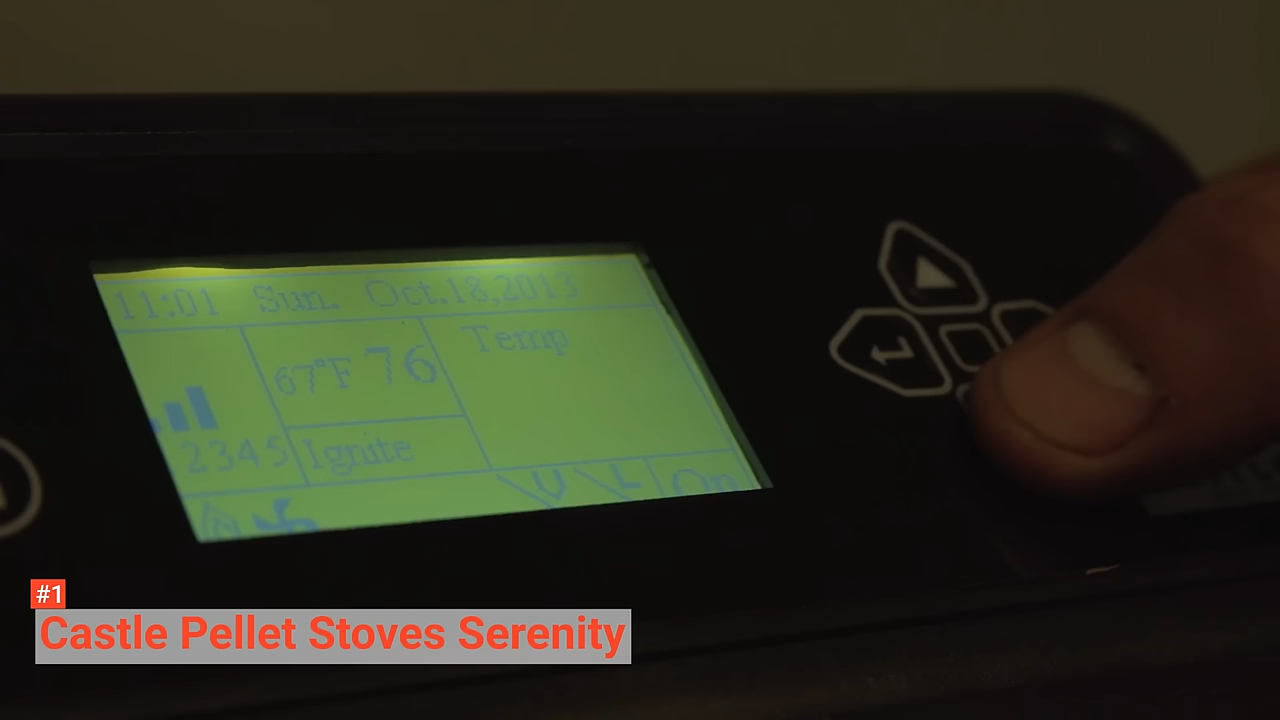 11:01 Sun. Oct.18,2013
Temp
67°F 76
2345
Ignite
On
#1
Castle Pellet Stoves Serenity